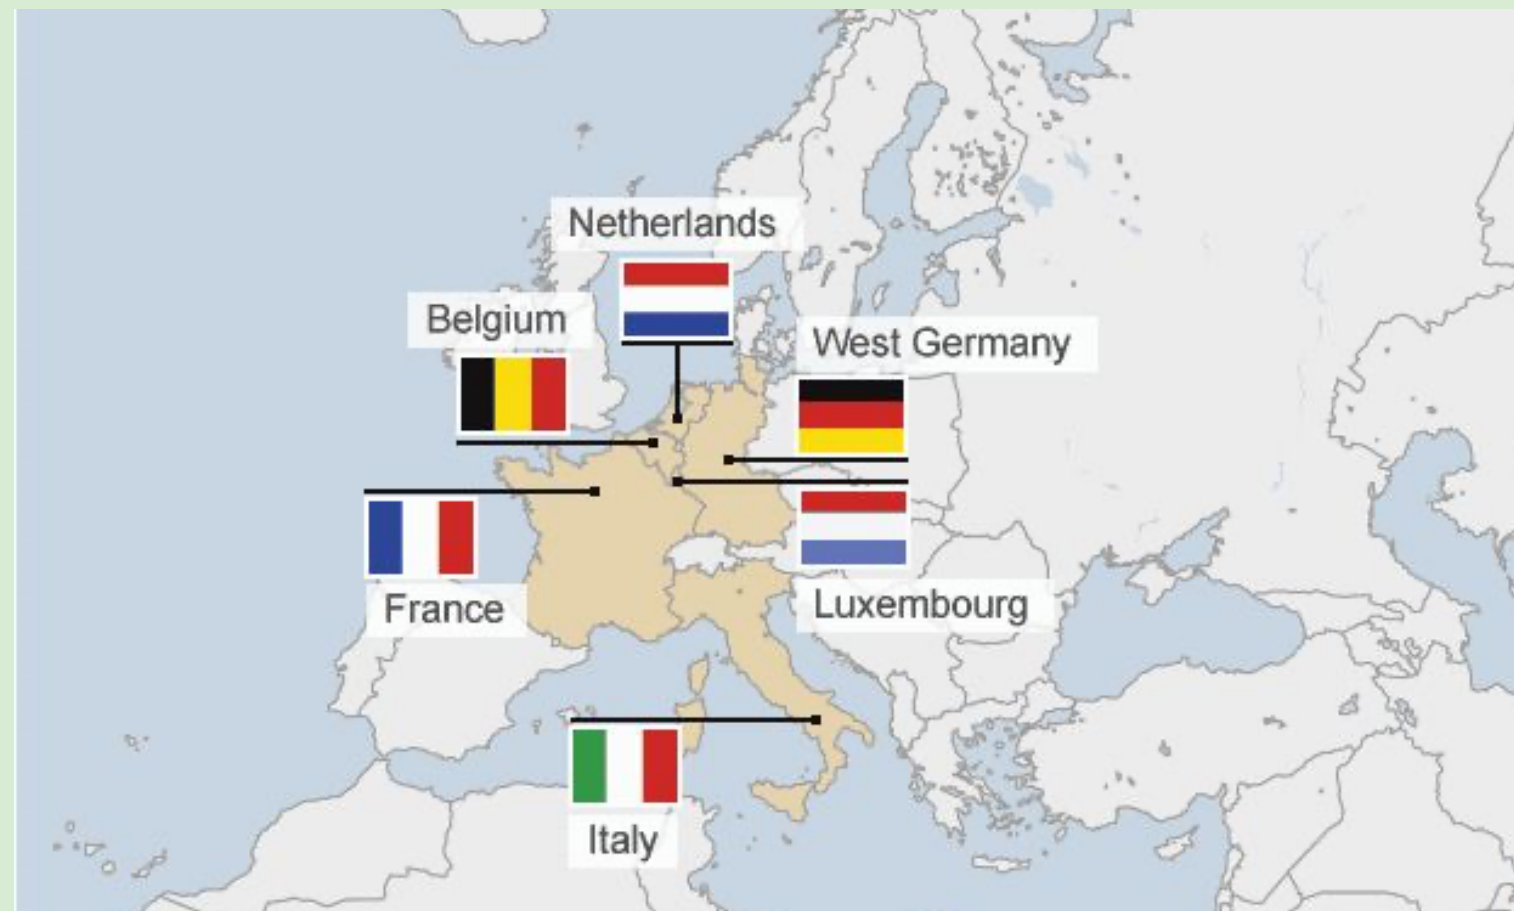 Netherlands
Belgium
West Germany
France
Luxembourg
Italy